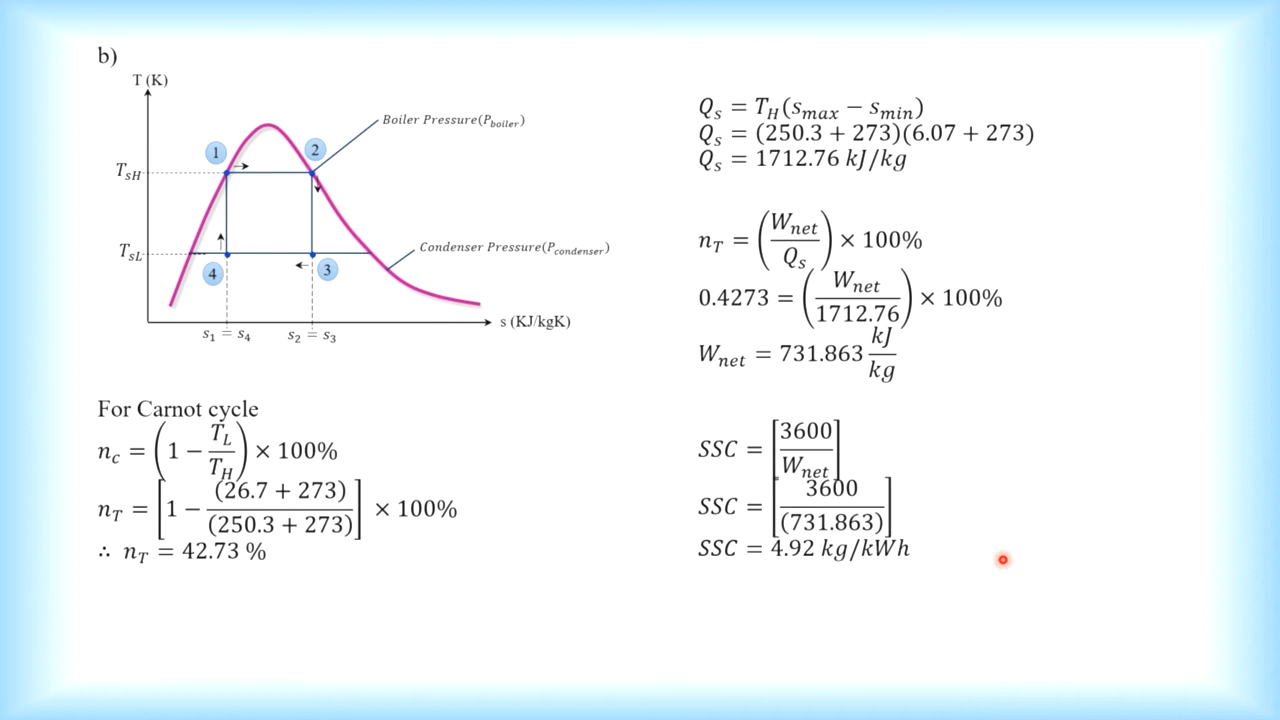 b)
T (K)
Boiler Pressure(P_boiler)
1
2
T_sH
T_sL
Condenser Pressure(P_condenser)
4
3
s (KJ/kgK)
s_1 = s_4
s_2 = s_3
For Carnot cycle
n_c = (1 − T_L/T_H) × 100%
n_T = [1 − (26.7 + 273)/(250.3 + 273)] × 100%
∴ n_T = 42.73 %
Q_s = T_H(s_max − s_min)
Q_s = (250.3 + 273)(6.07 + 273)
Q_s = 1712.76 kJ/kg
n_T = (W_net/Q_s) × 100%
0.4273 = (W_net/1712.76) × 100%
W_net = 731.863 kJ/kg
SSC = [3600/W_net]
SSC = [3600/(731.863)]
SSC = 4.92 kg/kWh